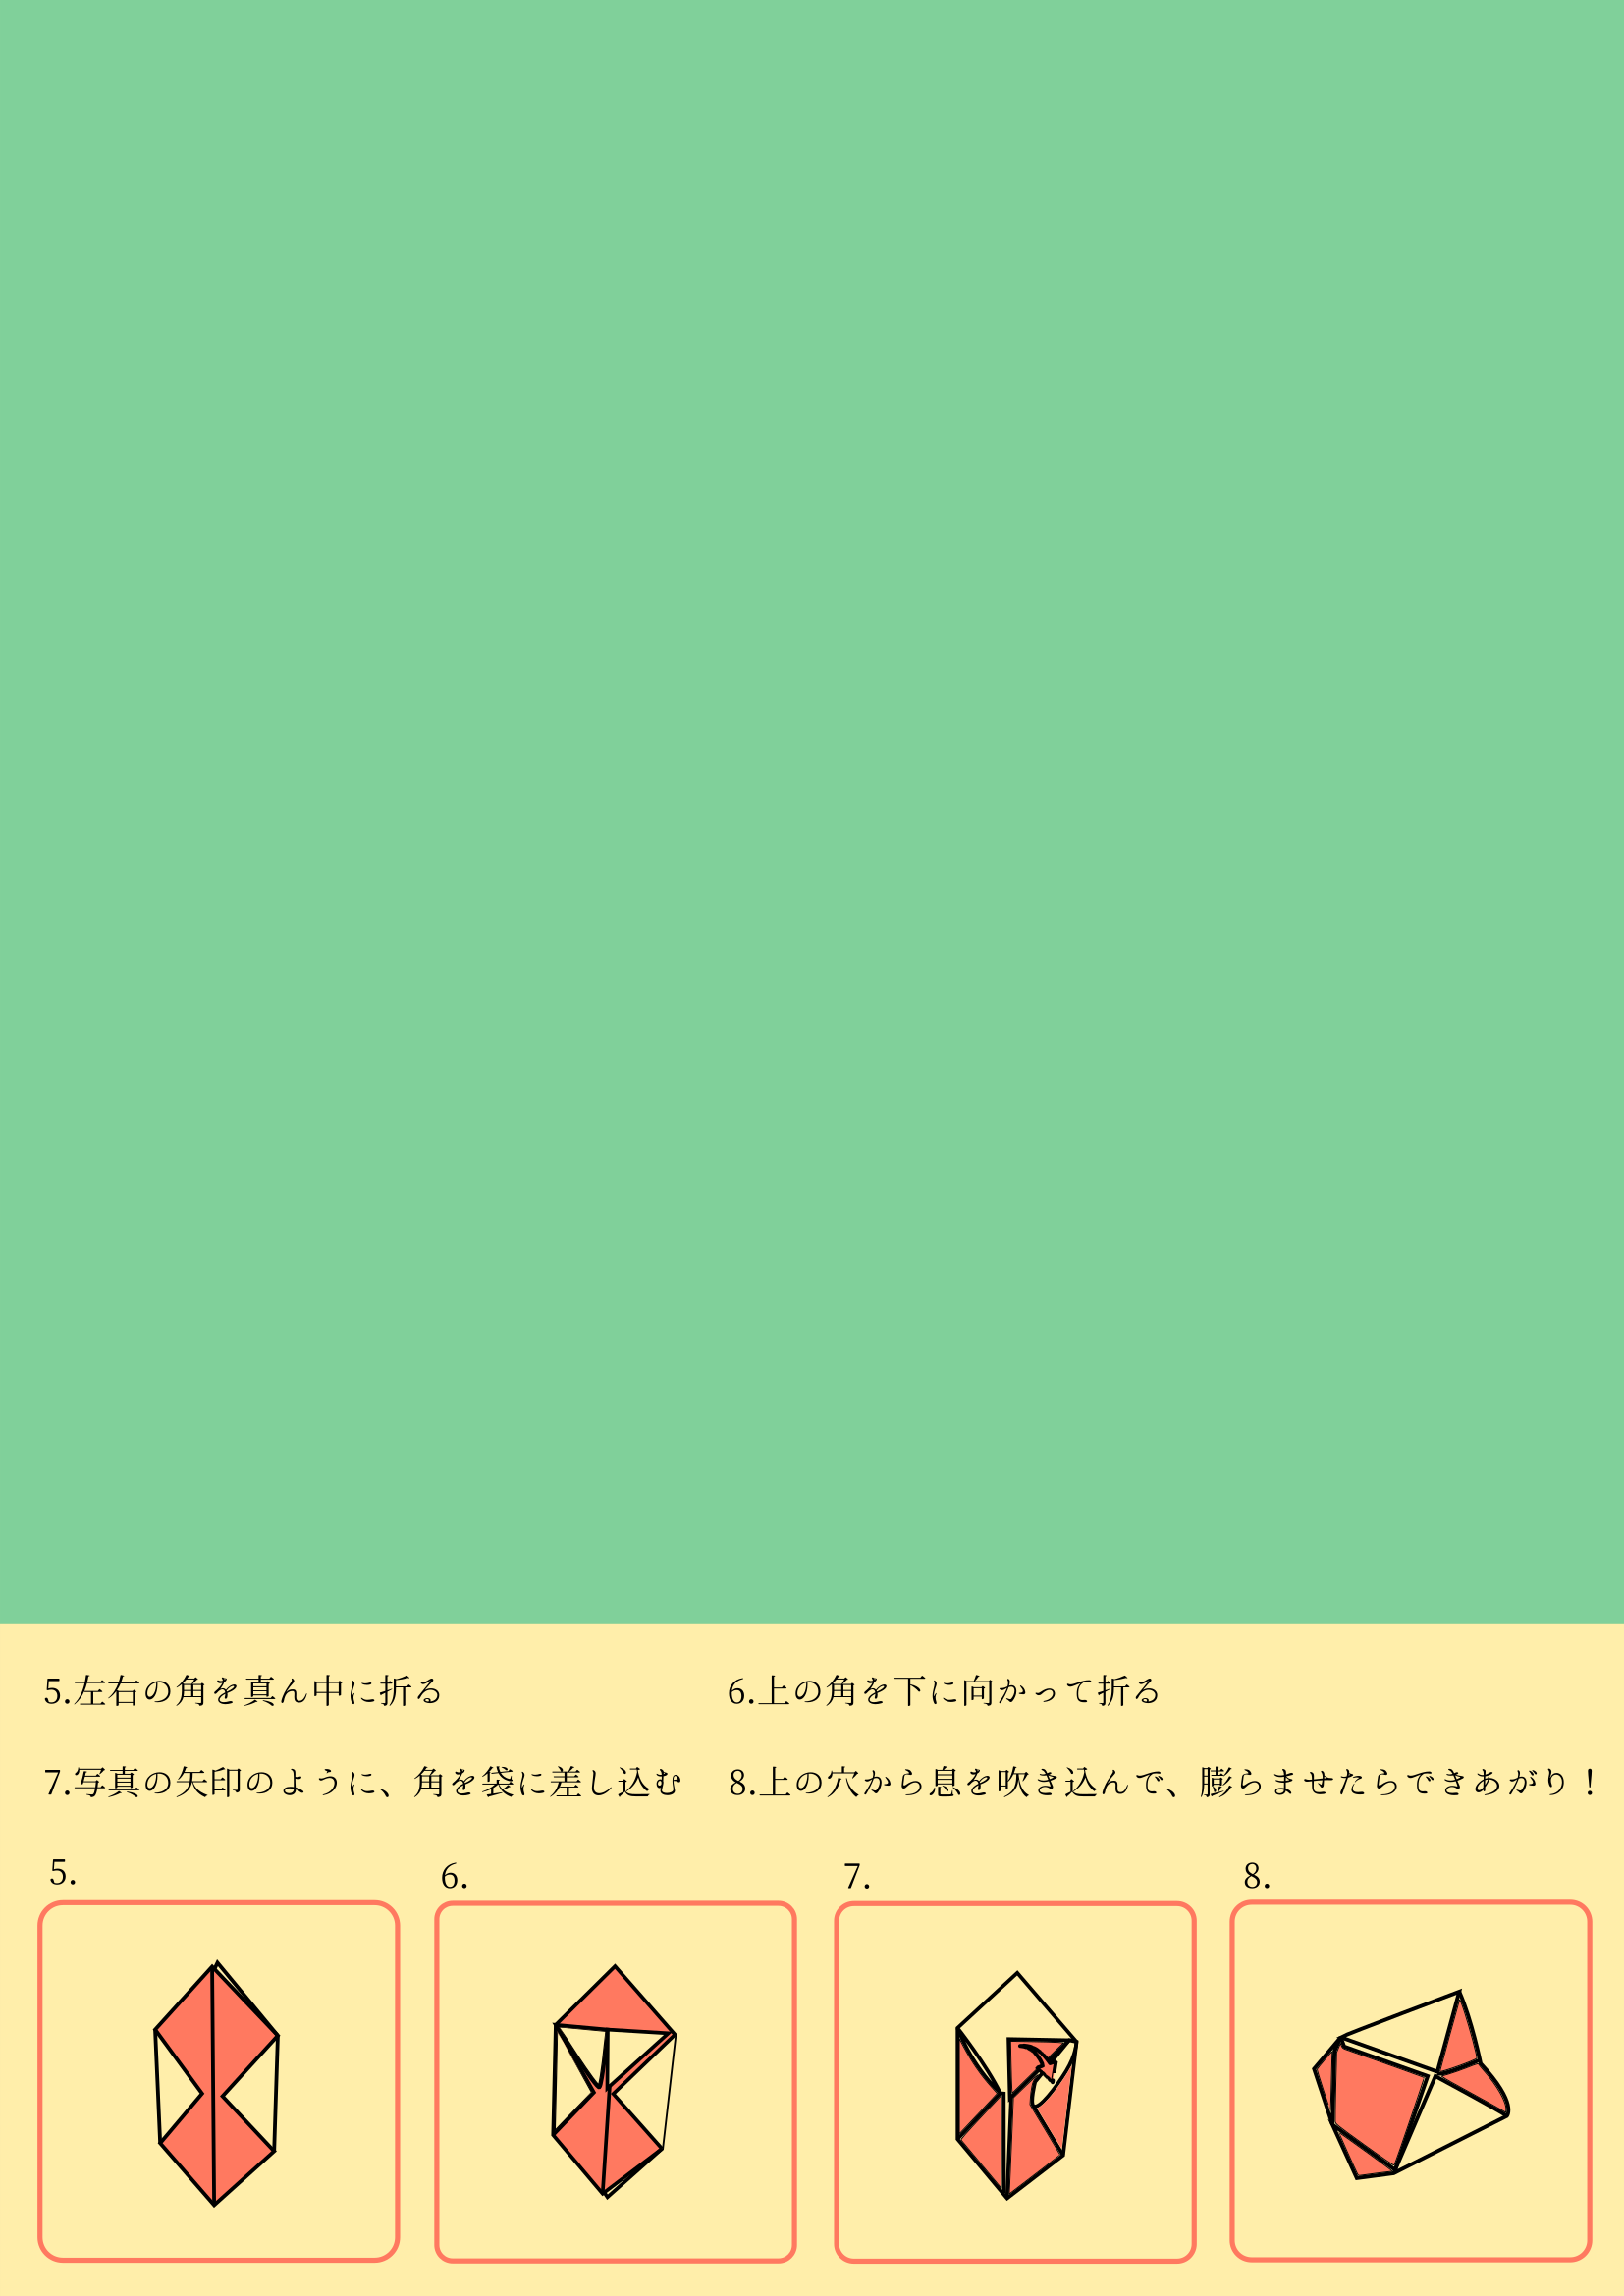 5.左右の角を真ん中に折る
6.上の角を下に向かって折る
7.写真の矢印のように、角を袋に差し込む
8.上の穴から息を吹き込んで、膨らませたらできあがり！
5.
6.
7.
8.